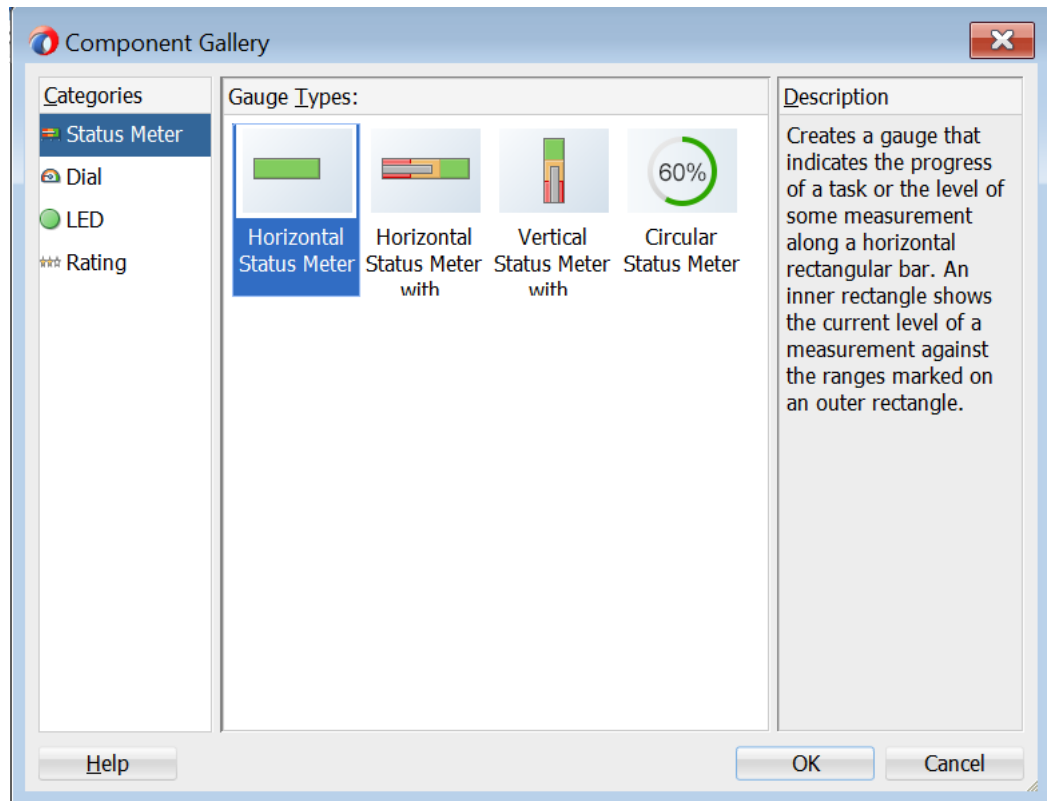 Component Gallery
Categories
Status Meter
Dial
LED
Rating
Gauge Types:
60%
Horizontal
Status Meter
Horizontal
Status Meter
with
Vertical
Status Meter
with
Circular
Status Meter
Description
Creates a gauge that
indicates the progress
of a task or the level of
some measurement
along a horizontal
rectangular bar. An
inner rectangle shows
the current level of a
measurement against
the ranges marked on
an outer rectangle.
Help
OK
Cancel